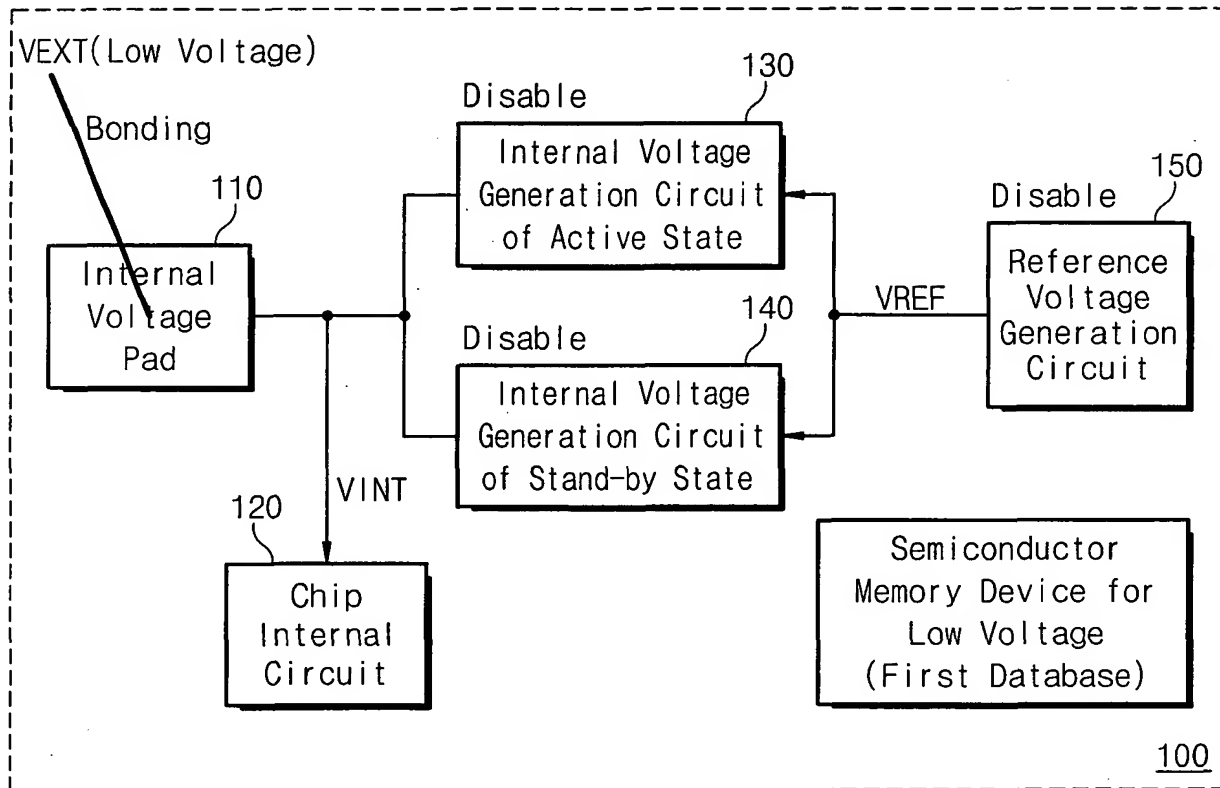 VEXT(Low Voltage)
Bonding
110
Internal
Voltage
Pad
Disable
130
Internal Voltage
Generation Circuit
of Active State
Disable
140
Internal Voltage
Generation Circuit
of Stand-by State
VREF
Disable
150
Reference
Voltage
Generation
Circuit
VINT
120
Chip
Internal
Circuit
Semiconductor
Memory Device for
Low Voltage
(First Database)
100